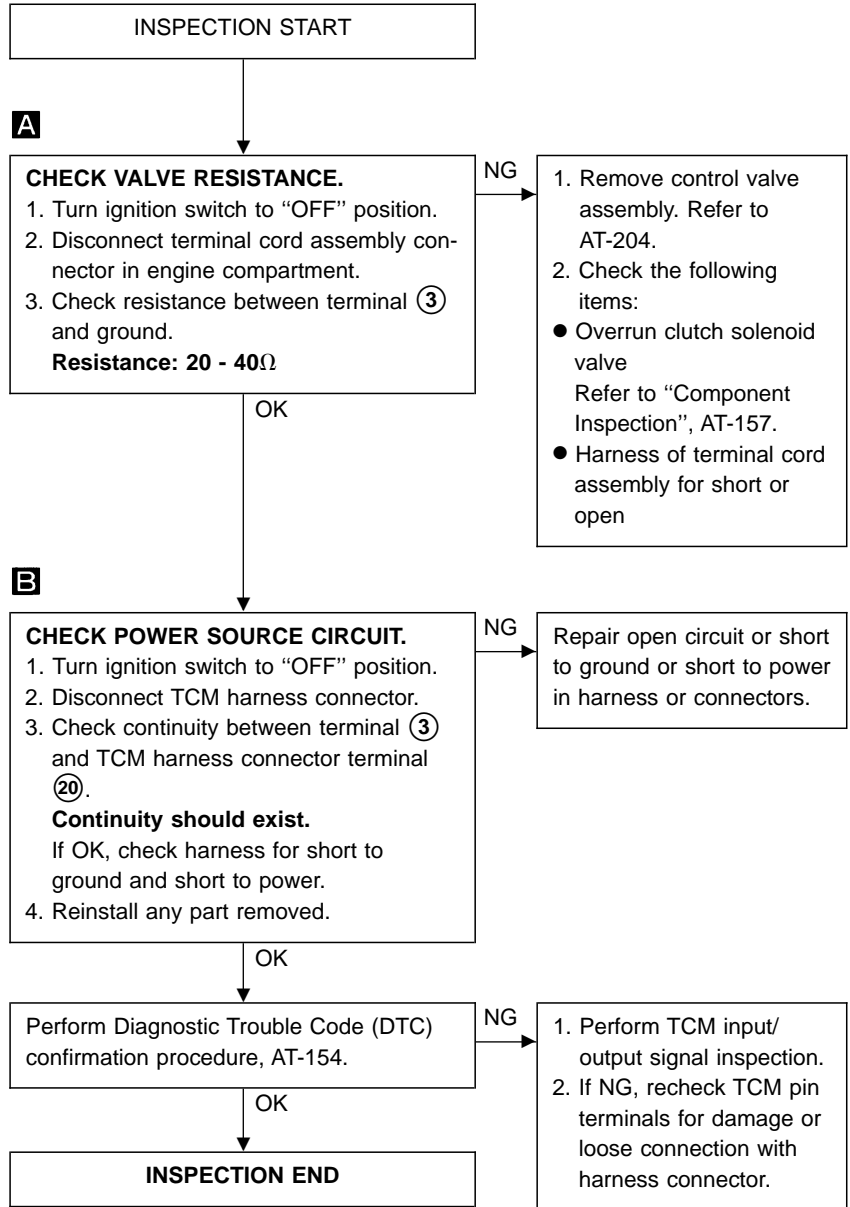 INSPECTION START
A
CHECK VALVE RESISTANCE.
1. Turn ignition switch to ‘‘OFF’’ position.
2. Disconnect terminal cord assembly con-
nector in engine compartment.
3. Check resistance between terminal ③
and ground.
Resistance: 20 - 40Ω
NG
1. Remove control valve
assembly. Refer to
AT-204.
2. Check the following
items:
● Overrun clutch solenoid
valve
Refer to ‘‘Component
Inspection’’, AT-157.
● Harness of terminal cord
assembly for short or
open
OK
B
CHECK POWER SOURCE CIRCUIT.
1. Turn ignition switch to ‘‘OFF’’ position.
2. Disconnect TCM harness connector.
3. Check continuity between terminal ③
and TCM harness connector terminal
⑳.
Continuity should exist.
If OK, check harness for short to
ground and short to power.
4. Reinstall any part removed.
NG
Repair open circuit or short
to ground or short to power
in harness or connectors.
OK
Perform Diagnostic Trouble Code (DTC)
confirmation procedure, AT-154.
NG
1. Perform TCM input/
output signal inspection.
2. If NG, recheck TCM pin
terminals for damage or
loose connection with
harness connector.
OK
INSPECTION END